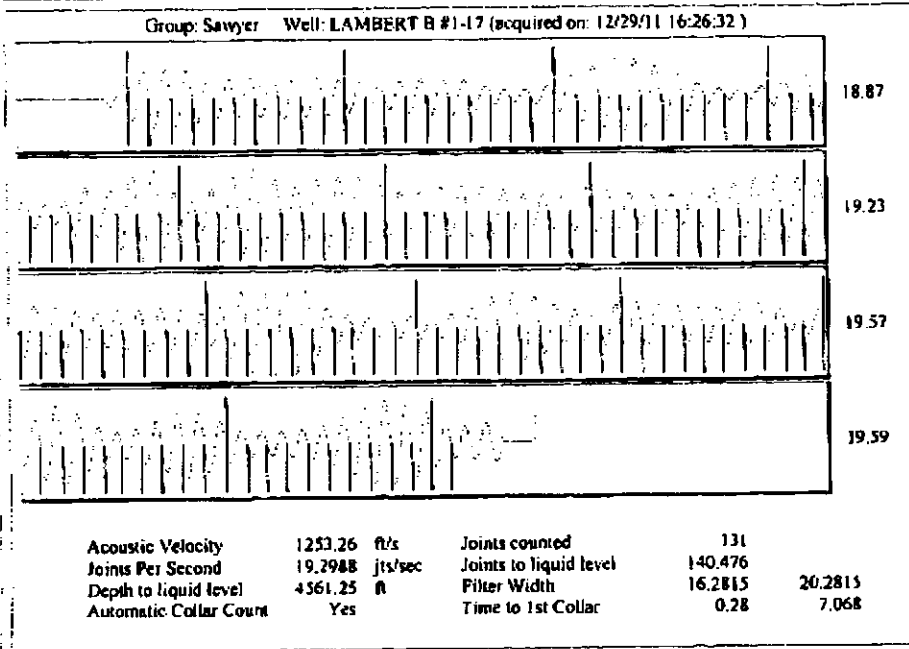 Group: Sawyer Well: LAMBERT B #1-17 (acquired on: 12/29/11 16:26:32 )
18.87
19.23
19.57
19.59
Acoustic Velocity 1253.26 ft/s Joints counted 131
Joints Per Second 19.2988 jts/sec Joints to liquid level 140.476
Depth to liquid level 4561.25 ft Filter Width 16.2815 20.2815
Automatic Collar Count Yes Time to 1st Collar 0.28 7.068